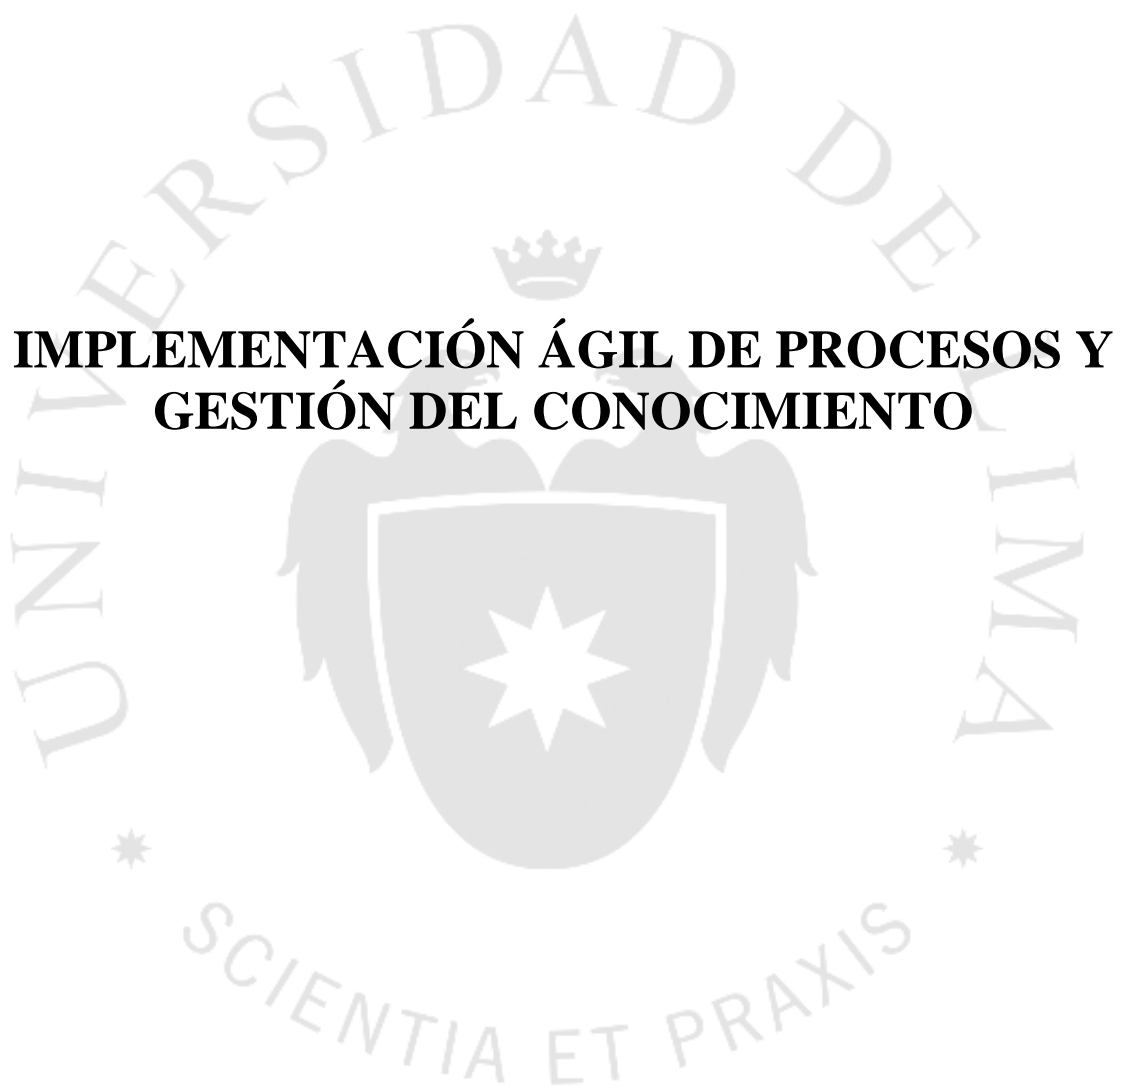 UNIVERSIDAD DE LIMA
IMPLEMENTACIÓN ÁGIL DE PROCESOS Y
GESTIÓN DEL CONOCIMIENTO
SCIENTIA ET PRAXIS